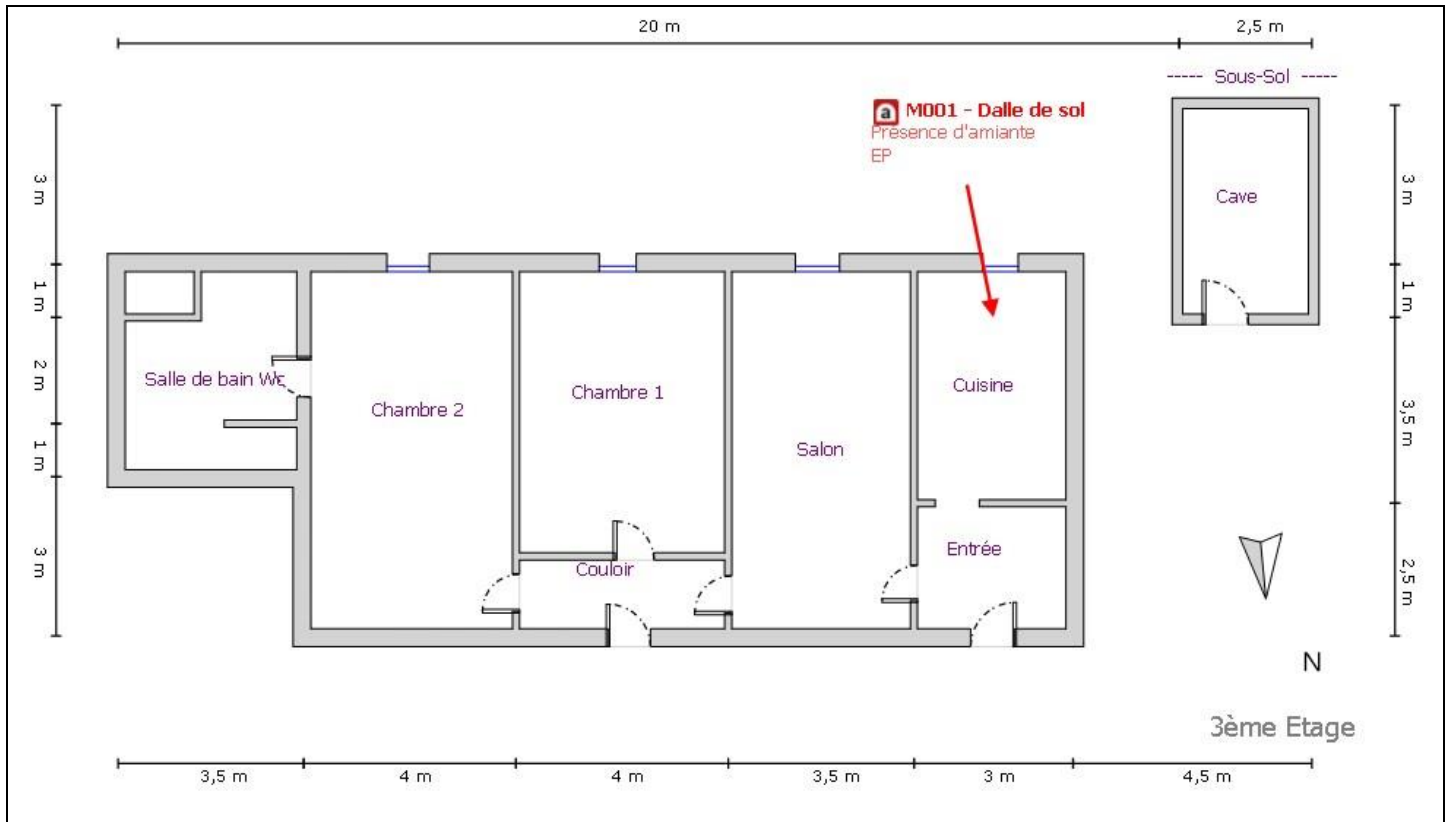 20 m
2,5 m
----- Sous-Sol -----
a M001 - Dalle de sol
Présence d'amiante
EP
3 m
3 m
Cave
1 m
1 m
2 m
Salle de bain Wc
Chambre 2
Chambre 1
Cuisine
3,5 m
1 m
Salon
3 m
Couloir
Entrée
2,5 m
N
3ème Etage
3,5 m
4 m
4 m
3,5 m
3 m
4,5 m